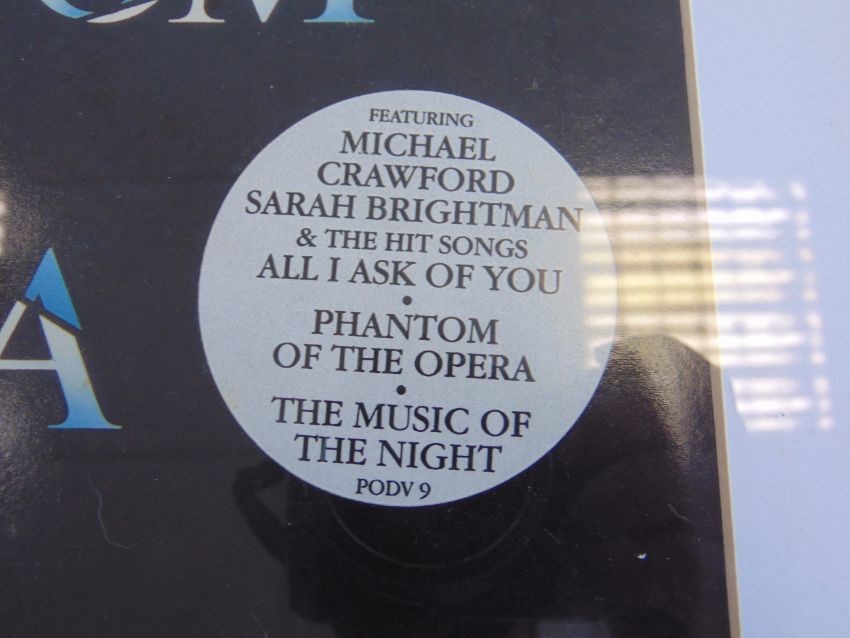 OM
A
FEATURING
MICHAEL
CRAWFORD
SARAH BRIGHTMAN
& THE HIT SONGS
ALL I ASK OF YOU
•
PHANTOM
OF THE OPERA
•
THE MUSIC OF
THE NIGHT
PODV 9